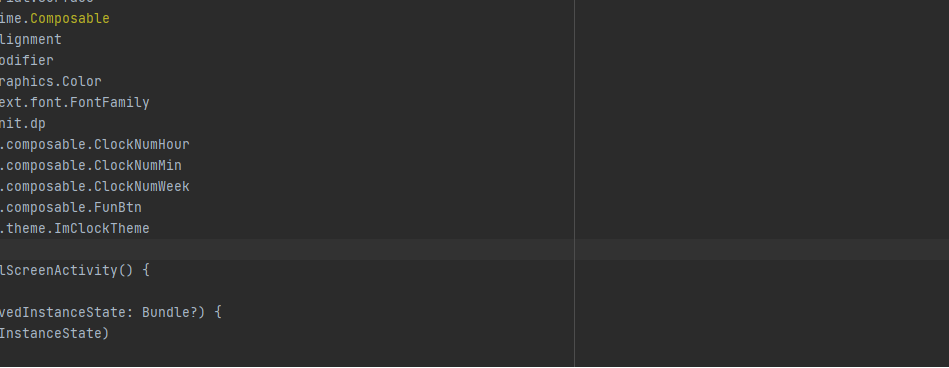 ime.Composable
lignment
odifier
raphics.Color
ext.font.FontFamily
nit.dp
.composable.ClockNumHour
.composable.ClockNumMin
.composable.ClockNumWeek
.composable.FunBtn
.theme.ImClockTheme
lScreenActivity() {
vedInstanceState: Bundle?) {
InstanceState)